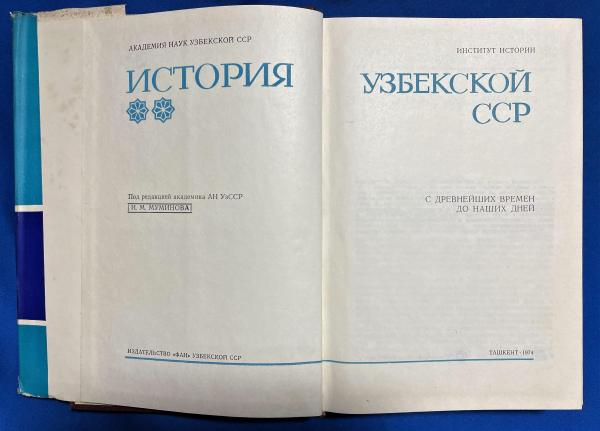 АКАДЕМИЯ НАУК УЗБЕКСКОЙ ССР
ИСТОРИЯ
Под редакцией академика АН УзССР
И. М. МУМИНОВА
ИЗДАТЕЛЬСТВО «ФАН» УЗБЕКСКОЙ ССР
ИНСТИТУТ ИСТОРИИ
УЗБЕКСКОЙ
ССР
С ДРЕВНЕЙШИХ ВРЕМЕН
ДО НАШИХ ДНЕЙ
ТАШКЕНТ · 1974